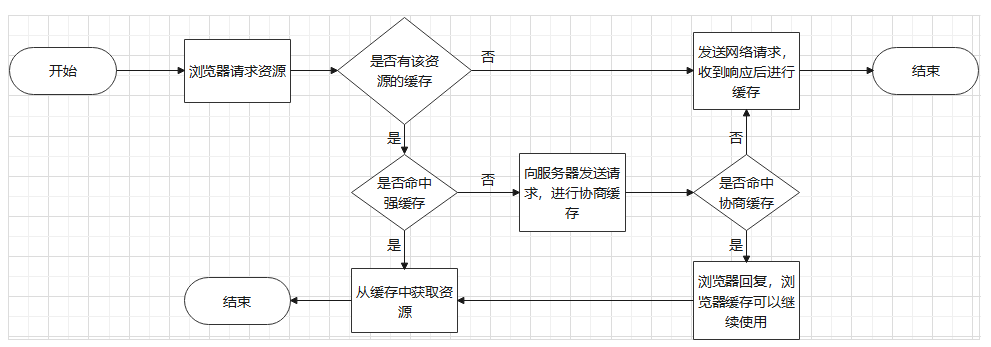 开始
浏览器请求资源
是否有该资
源的缓存
否
发送网络请求，
收到响应后进行
缓存
结束
是
否
是否命中
强缓存
否
向服务器发送请
求，进行协商缓
存
是否命中
协商缓存
是
是
结束
从缓存中获取资
源
浏览器回复，浏
览器缓存可以继
续使用